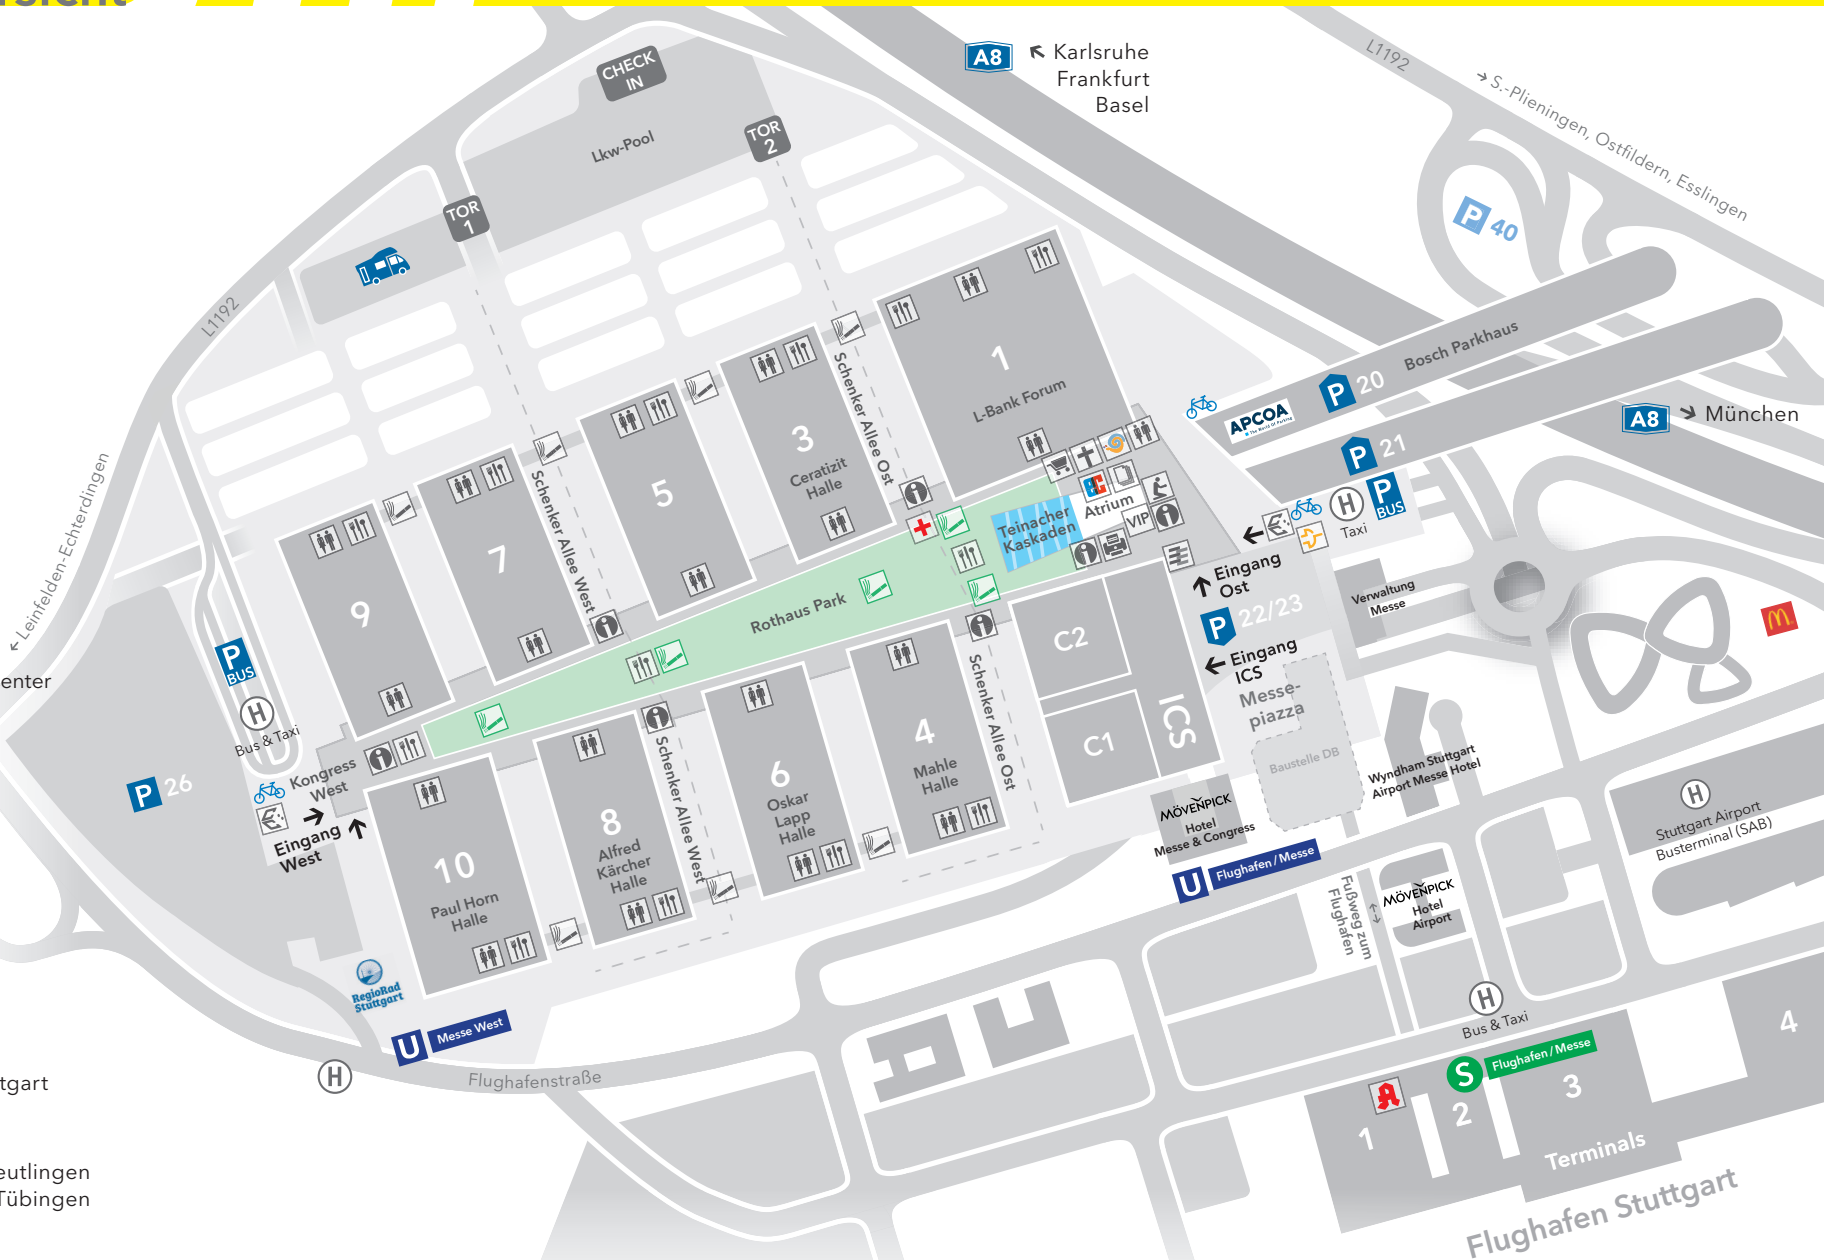 CHECK
IN
Lkw-Pool
TOR
2
TOR
1
A8
Karlsruhe
Frankfurt
Basel
L1192
S.-Plieningen, Ostfildern, Esslingen
P 40
L1192
Leinfelden-Echterdingen
Bosch Parkhaus
P 20
APCOA
P 21
A8
München
1
L-Bank Forum
3
Ceratizit
Halle
5
7
9
Schenker Allee Ost
Schenker Allee West
Rothaus Park
Teinacher
Kaskaden
EC
Atrium
VIP
H
Taxi
P
BUS
Eingang
Ost
P 22/23
Eingang
ICS
Verwaltung
Messe
Messe-
piazza
Baustelle DB
C2
C1
ICS
4
Mahle
Halle
6
Oskar
Lapp
Halle
8
Alfred
Kärcher
Halle
10
Paul Horn
Halle
Schenker Allee Ost
Schenker Allee West
P
BUS
H
Bus & Taxi
Kongress
West
Eingang
West
P 26
enter
RegioRad
Stuttgart
U Messe West
H
Flughafenstraße
MÖVENPICK
Hotel
Messe & Congress
U Flughafen / Messe
Wyndham Stuttgart
Airport Messe Hotel
H
Stuttgart Airport
Busterminal (SAB)
Fußweg zum
Flughafen
MÖVENPICK
Hotel
Airport
H
Bus & Taxi
S Flughafen / Messe
1
2
3
4
Terminals
Flughafen Stuttgart
tgart
eutlingen
Tübingen